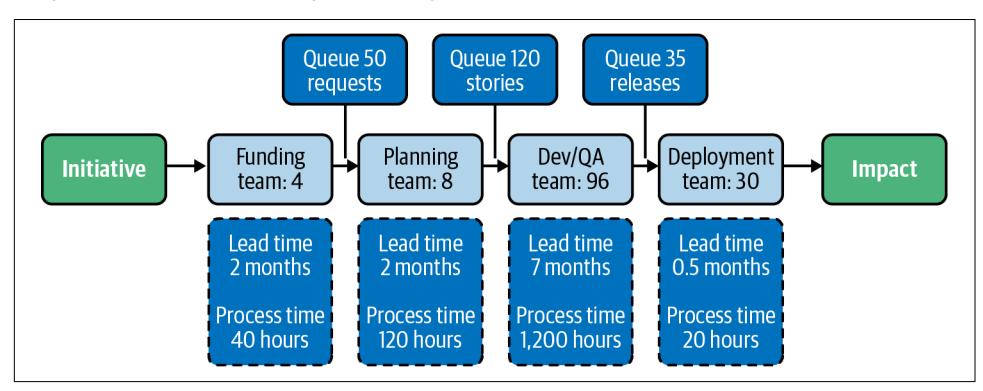 Queue 50
requests
Queue 120
stories
Queue 35
releases
Initiative
Funding
team: 4
Planning
team: 8
Dev/QA
team: 96
Deployment
team: 30
Impact
Lead time
2 months
Process time
40 hours
Lead time
2 months
Process time
120 hours
Lead time
7 months
Process time
1,200 hours
Lead time
0.5 months
Process time
20 hours